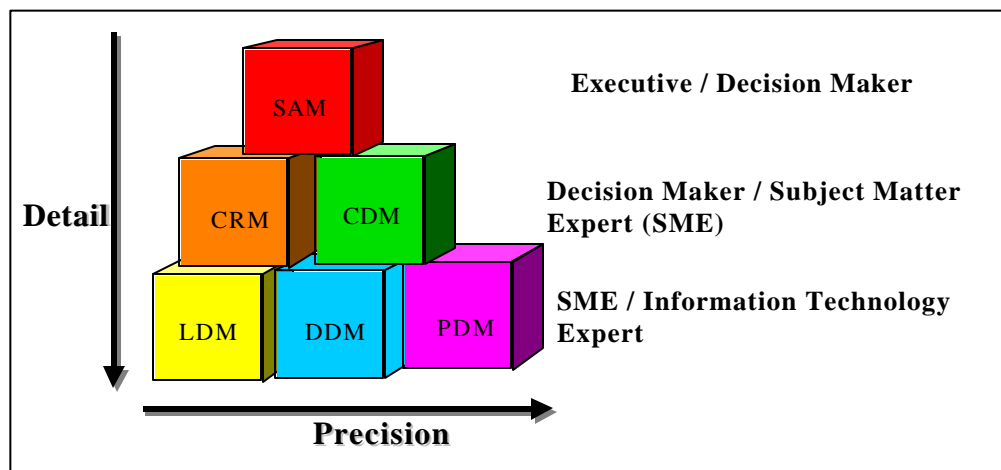 SAM
Executive / Decision Maker
CRM
CDM
Detail
Decision Maker / Subject Matter
Expert (SME)
LDM
DDM
PDM
SME / Information Technology
Expert
Precision